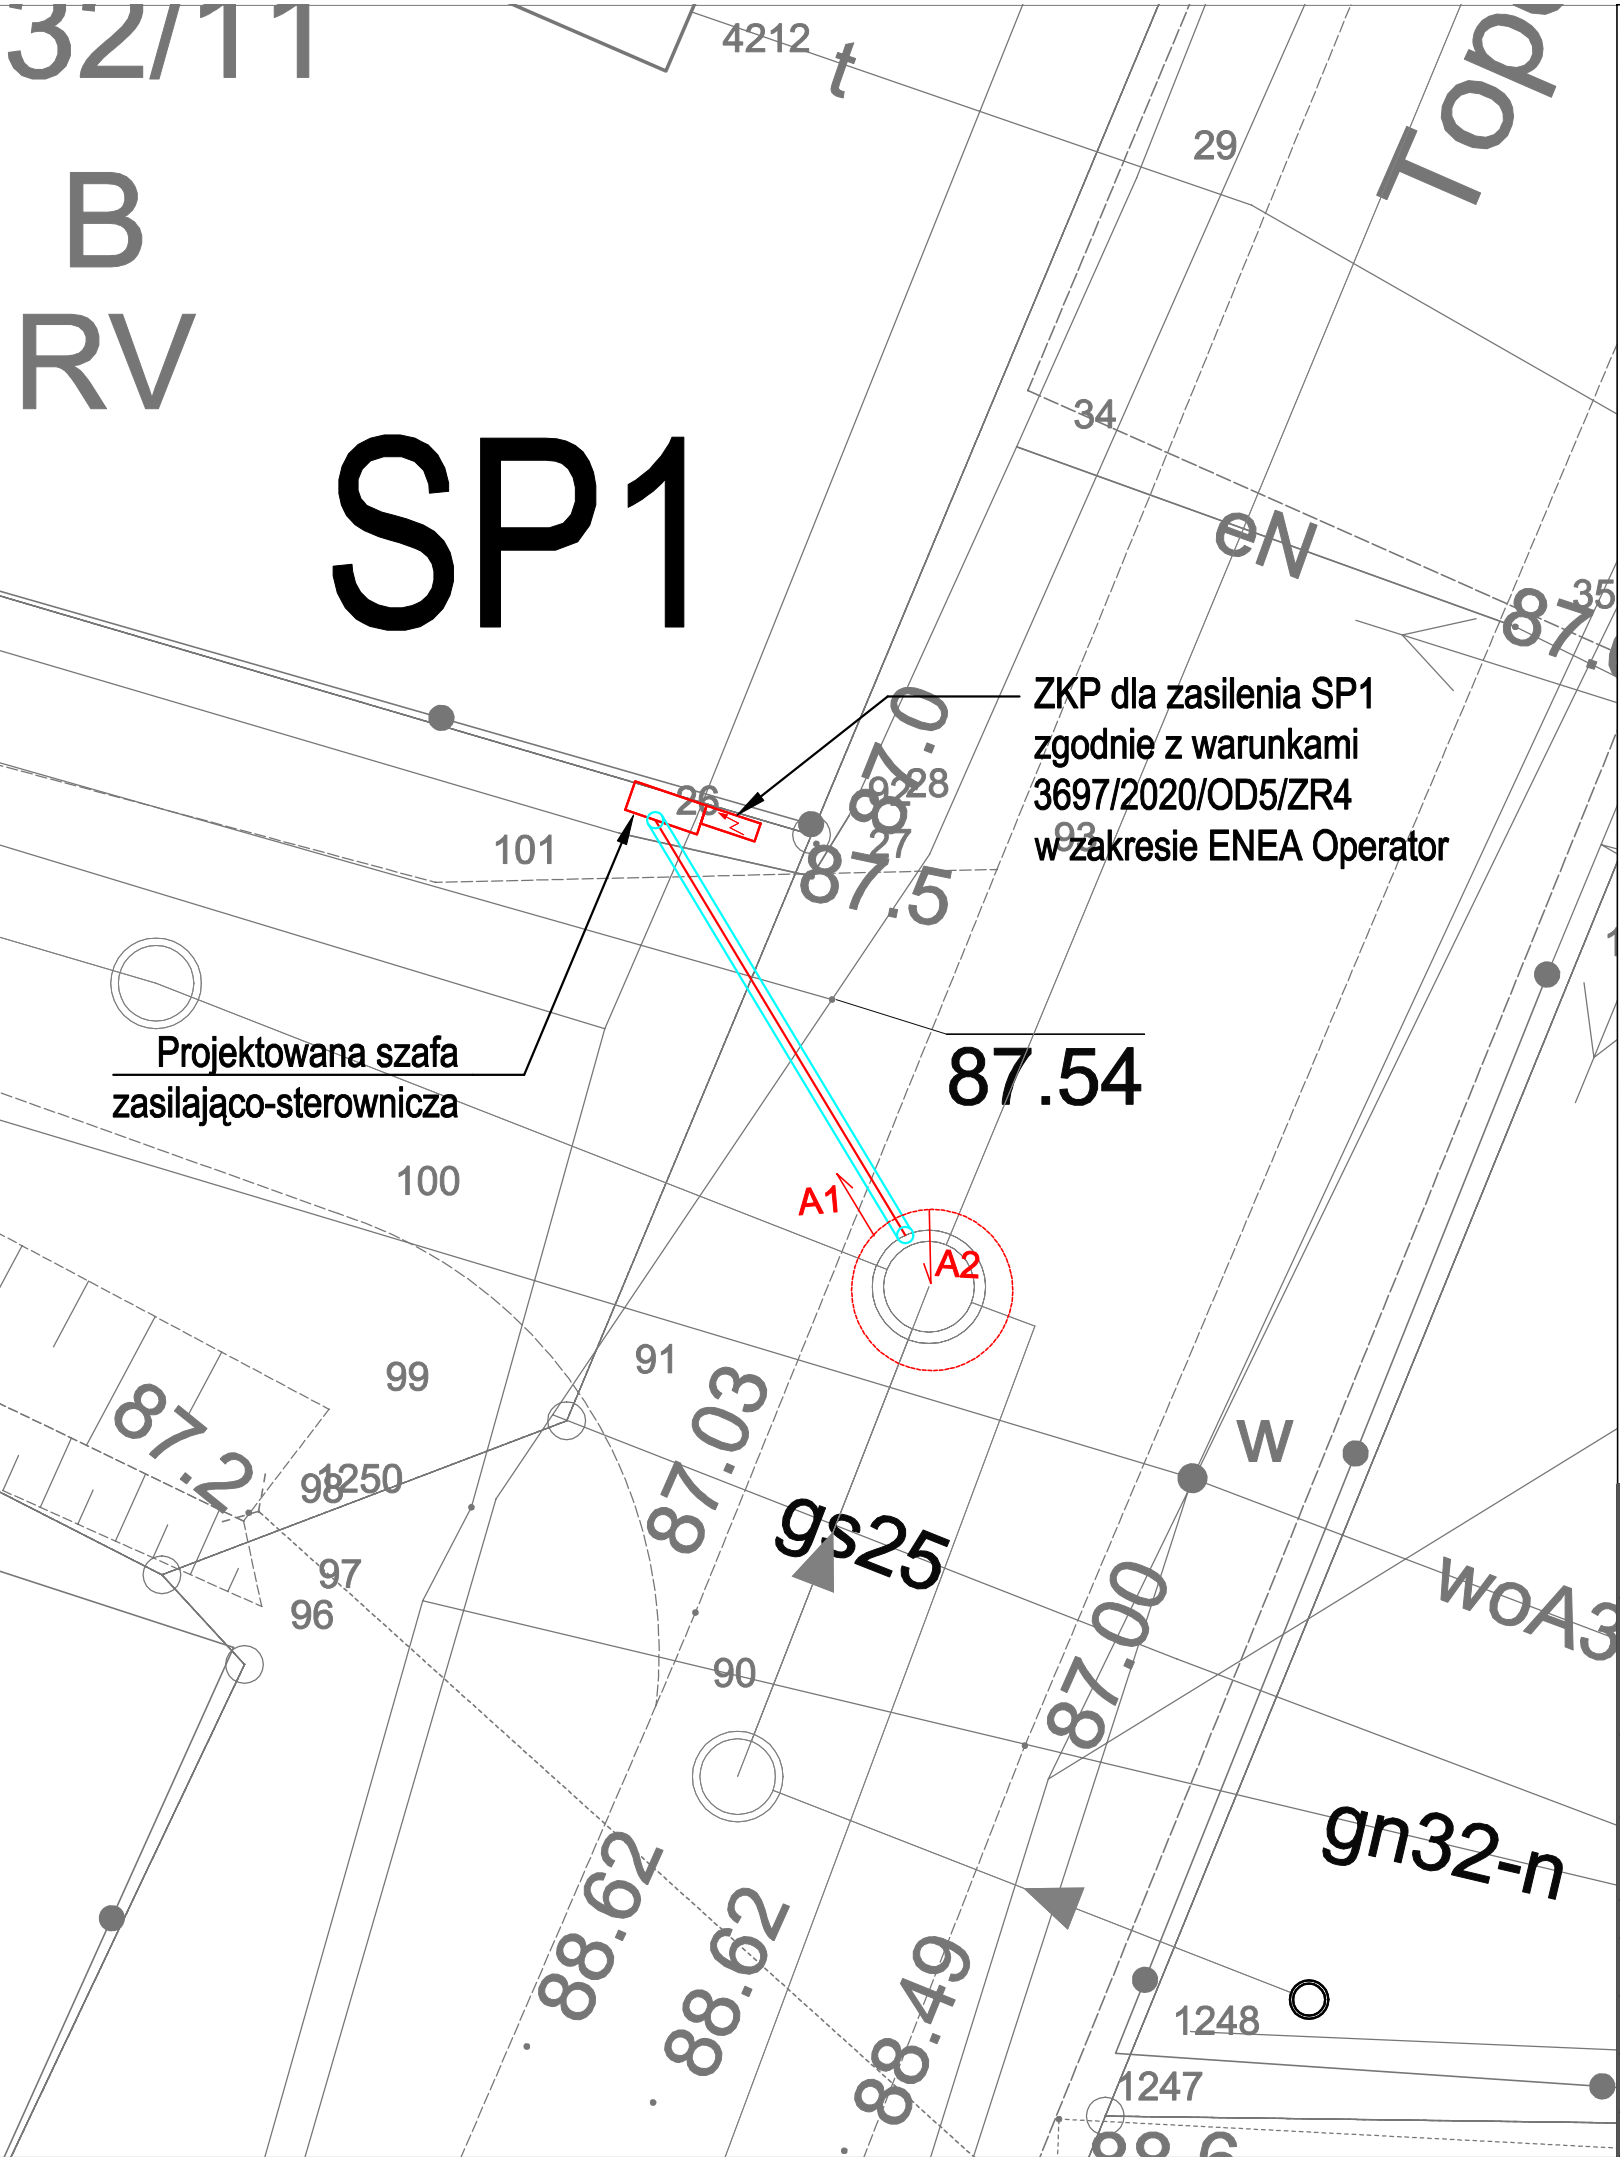 32/11
4212
t
29
B
RV
34
SP1
eN
35
ZKP dla zasilenia SP1
zgodnie z warunkami
3697/2020/OD5/ZR4
w zakresie ENEA Operator
87.0
26
92
28
27
93
101
87.5
Projektowana szafa
zasilająco-sterownicza
87.54
100
A1
A2
91
99
87.03
87.2
98
1250
w
gs25
97
96
woA3
87.00
90
gn32-n
88.62
88.62
88.49
1248
1247